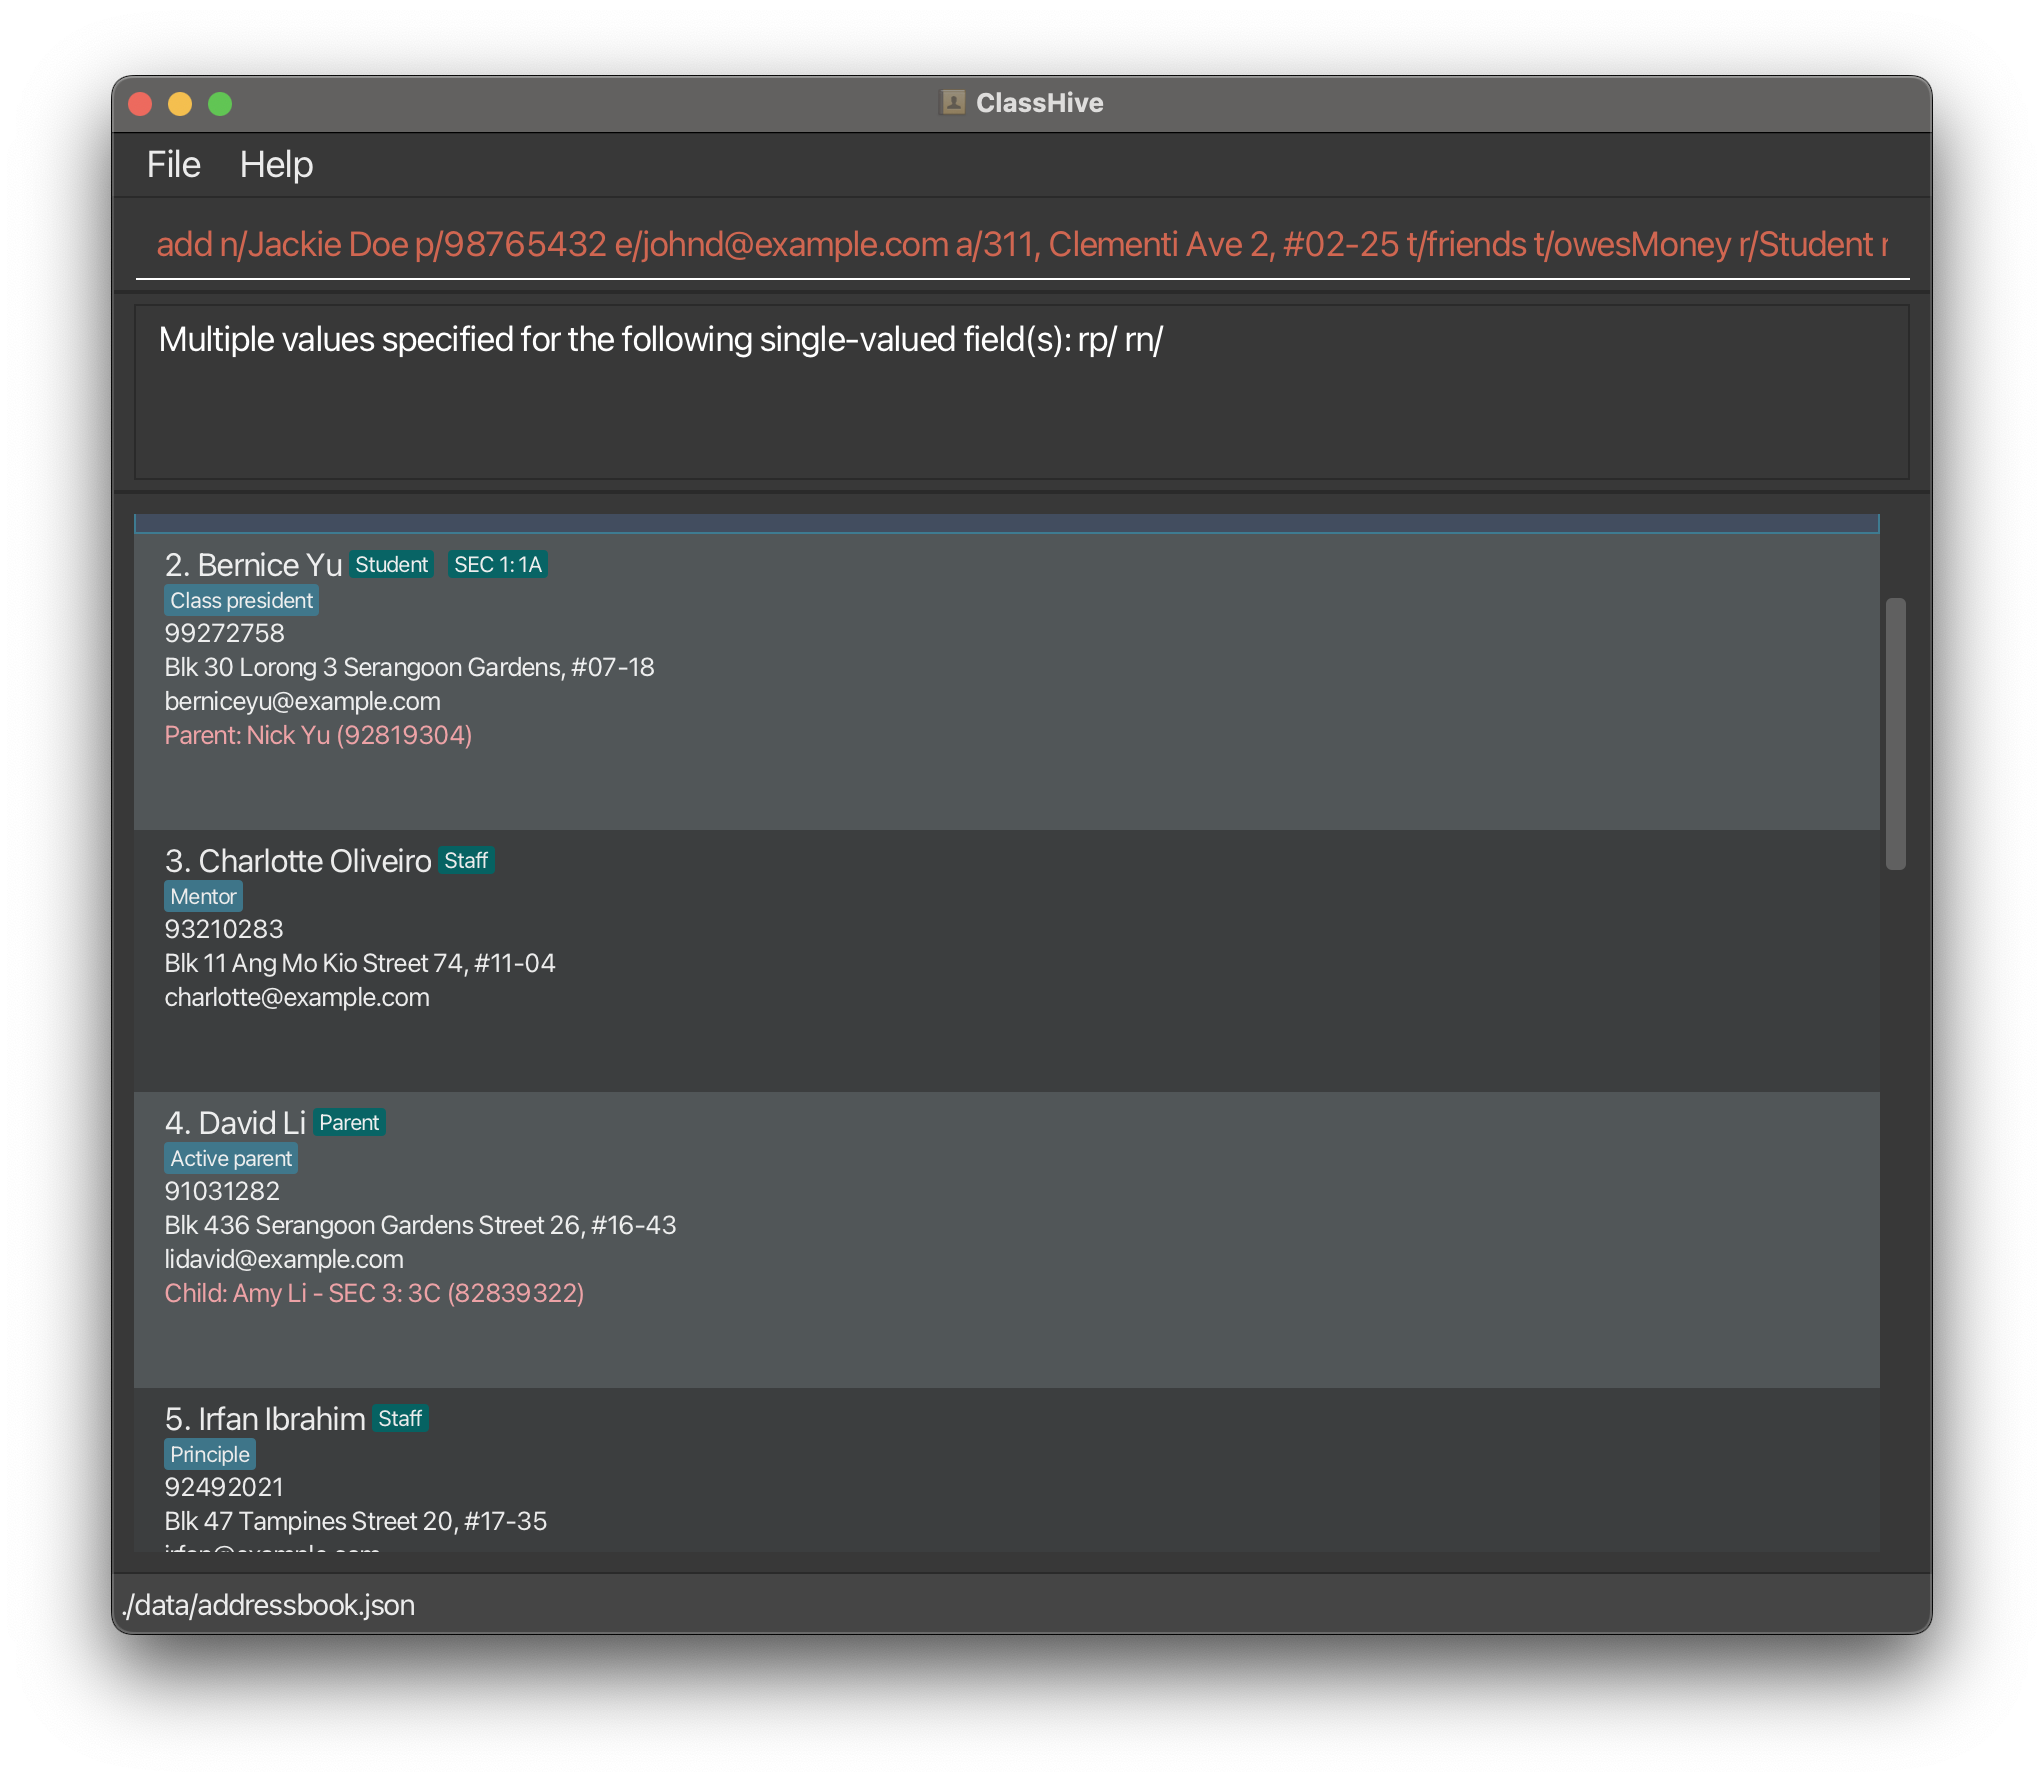 ClassHive
File Help
add n/Jackie Doe p/98765432 e/johnd@example.com a/311, Clementi Ave 2, #02-25 t/friends t/owesMoney r/Student
Multiple values specified for the following single-valued field(s): rp/ rn/
2. Bernice Yu Student SEC 1: 1A
Class president
99272758
Blk 30 Lorong 3 Serangoon Gardens, #07-18
berniceyu@example.com
Parent: Nick Yu (92819304)
3. Charlotte Oliveiro Staff
Mentor
93210283
Blk 11 Ang Mo Kio Street 74, #11-04
charlotte@example.com
4. David Li Parent
Active parent
91031282
Blk 436 Serangoon Gardens Street 26, #16-43
lidavid@example.com
Child: Amy Li - SEC 3: 3C (82839322)
5. Irfan Ibrahim Staff
Principle
92492021
Blk 47 Tampines Street 20, #17-35
irfan@example.com
./data/addressbook.json